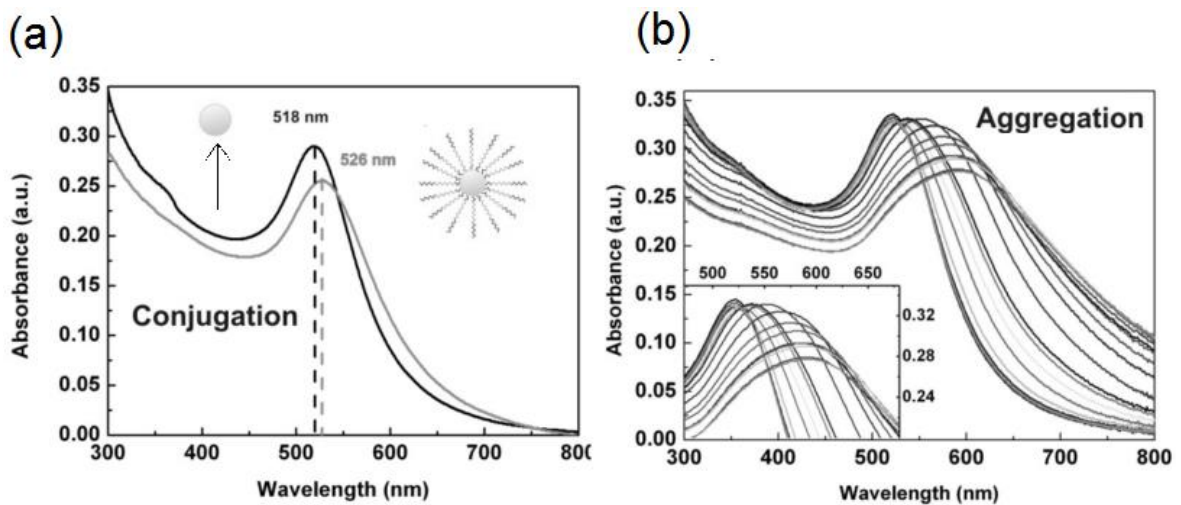 (a)
(b)
0.35
0.30
0.25
0.20
0.15
0.10
0.05
0.00
Absorbance (a.u.)
518 nm
526 nm
Conjugation
300
400
500
600
700
800
Wavelength (nm)
0.35
0.30
0.25
0.20
0.15
0.10
0.05
0.00
Absorbance (a.u.)
Aggregation
500 550 600 650
0.32
0.28
0.24
300
400
500
600
700
800
Wavelength (nm)